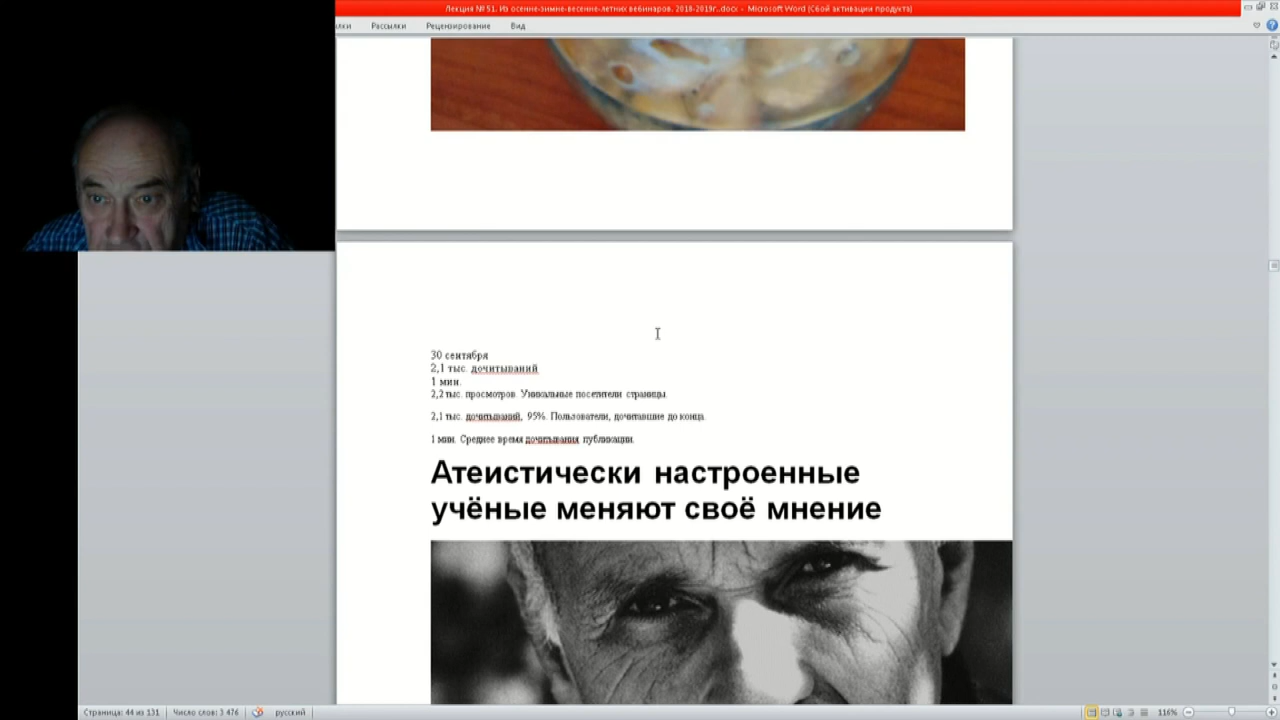 Лекция №51. Из осенне-зимне-весенне-летних вебинаров. 2018-2019г..docx - Microsoft Word (Сбой активации продукта)
лки Рассылки Рецензирование Вид
30 сентября
2,1 тыс. дочитываний
1 мин.
2,2 тыс. просмотров. Уникальные посетители страницы.
2,1 тыс. дочитываний, 95%. Пользователи, дочитавшие до конца.
1 мин. Среднее время дочитывания публикации.
Атеистически настроенные
учёные меняют своё мнение
Страница: 44 из 131 Число слов: 3 476 русский 116%